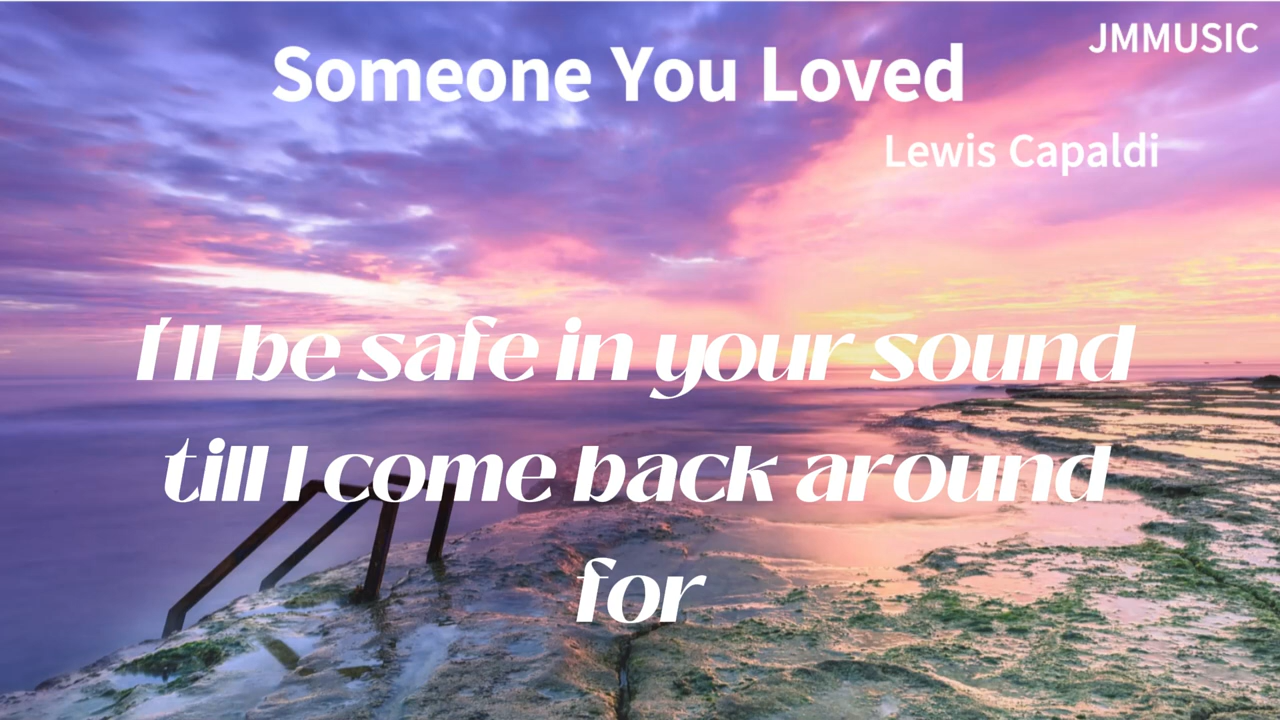 JMMUSIC
Someone You Loved
Lewis Capaldi
I'll be safe in your sound
till I come back around
for